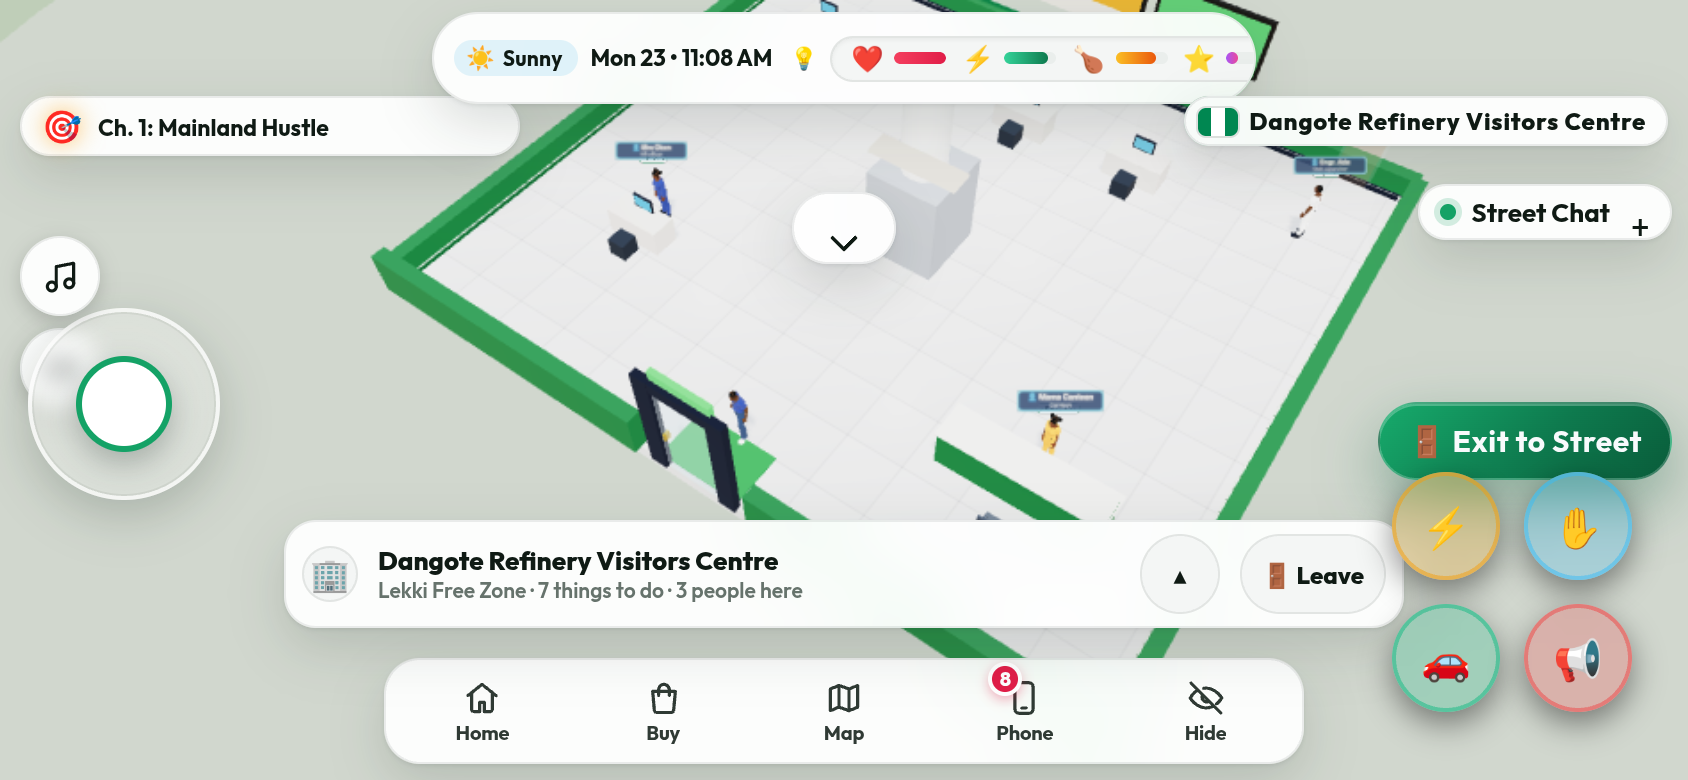 Sunny
Mon 23 • 11:08 AM
Ch. 1: Mainland Hustle
Dangote Refinery Visitors Centre
Street Chat
+
Exit to Street
Dangote Refinery Visitors Centre
Lekki Free Zone · 7 things to do · 3 people here
Leave
8
Home
Buy
Map
Phone
Hide